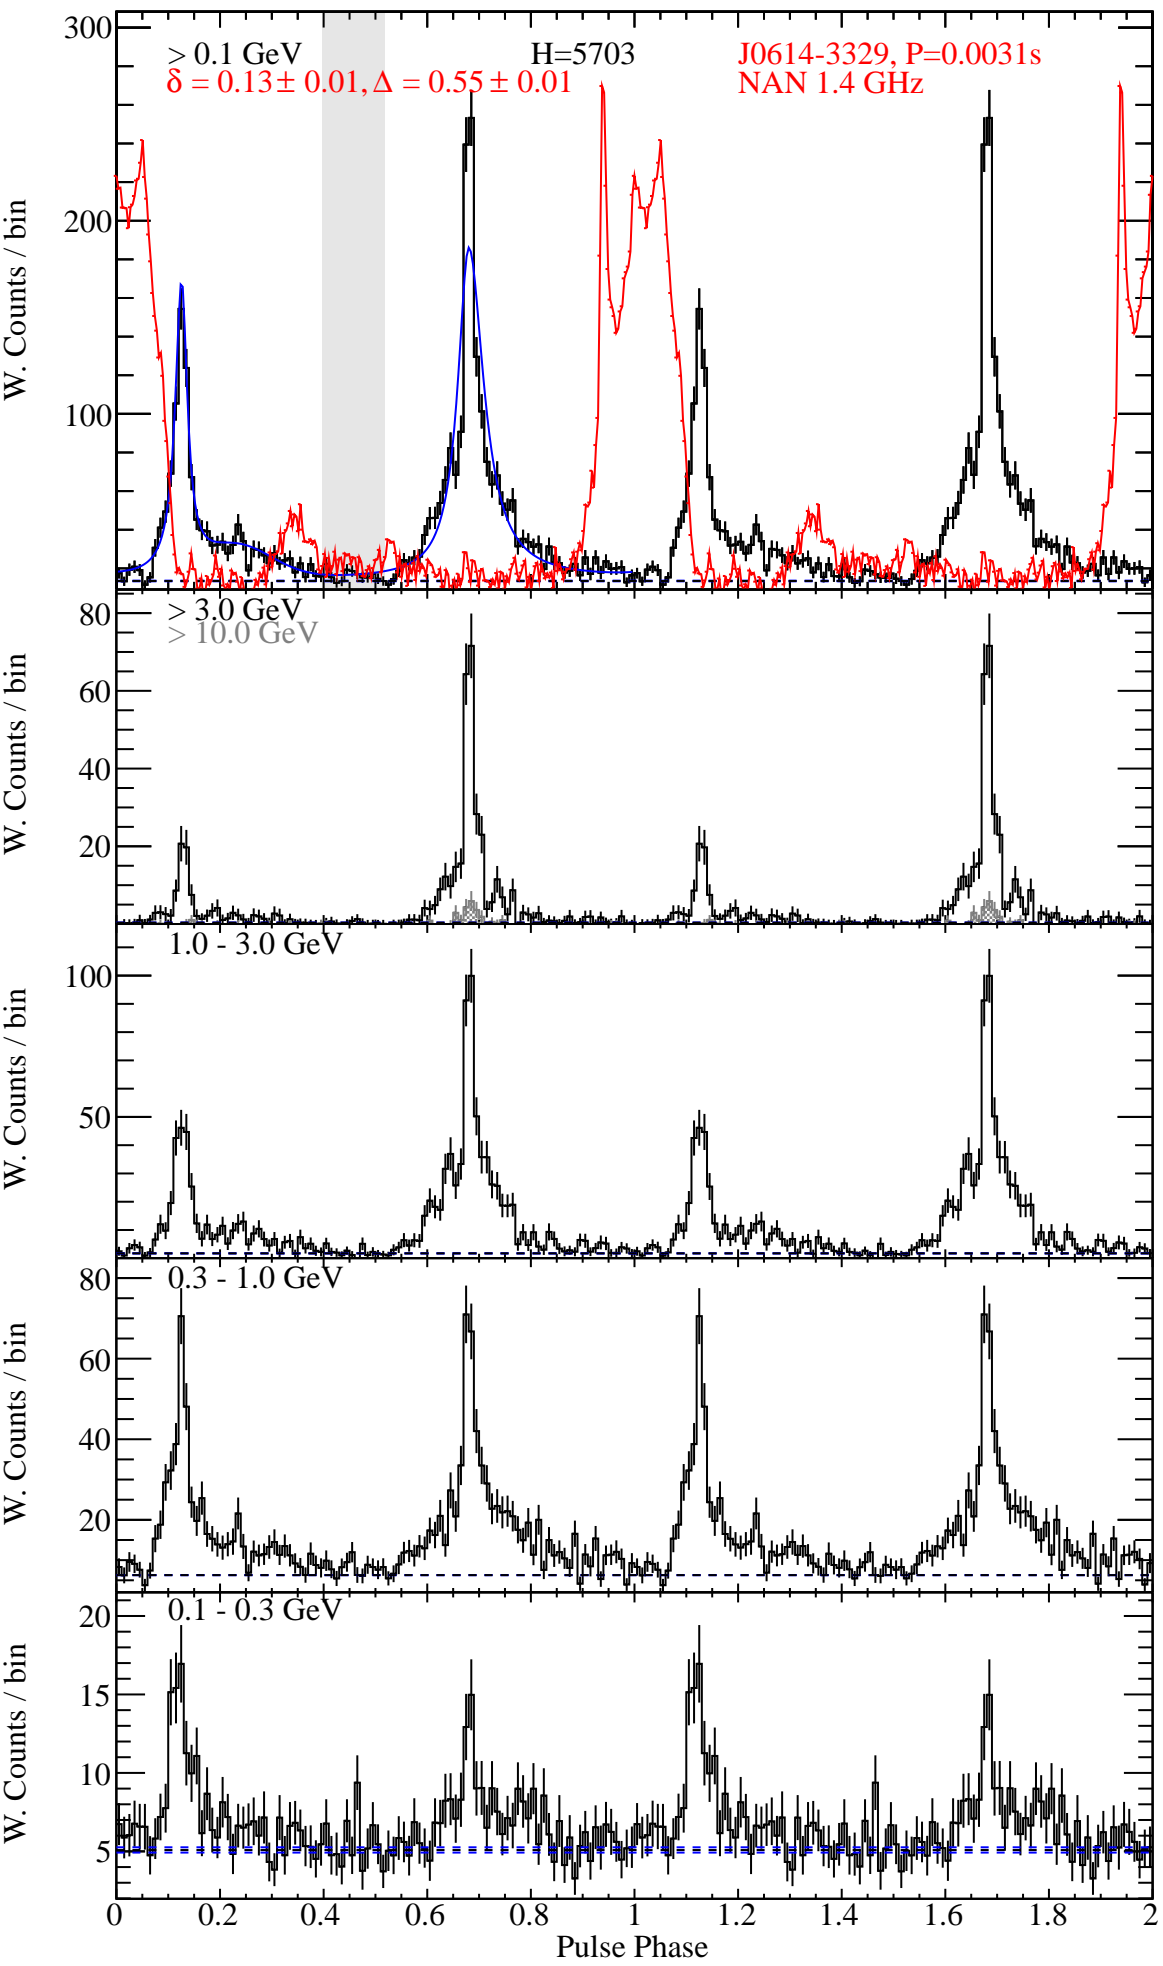 > 0.1 GeV H=5703 J0614-3329, P=0.0031s
δ = 0.13 ± 0.01, Δ = 0.55 ± 0.01 NAN 1.4 GHz
300
200
100
W. Counts / bin
> 3.0 GeV
> 10.0 GeV
80
60
40
20
W. Counts / bin
1.0 - 3.0 GeV
100
50
W. Counts / bin
0.3 - 1.0 GeV
80
60
40
20
W. Counts / bin
0.1 - 0.3 GeV
20
15
10
5
W. Counts / bin
0 0.2 0.4 0.6 0.8 1 1.2 1.4 1.6 1.8 2
Pulse Phase